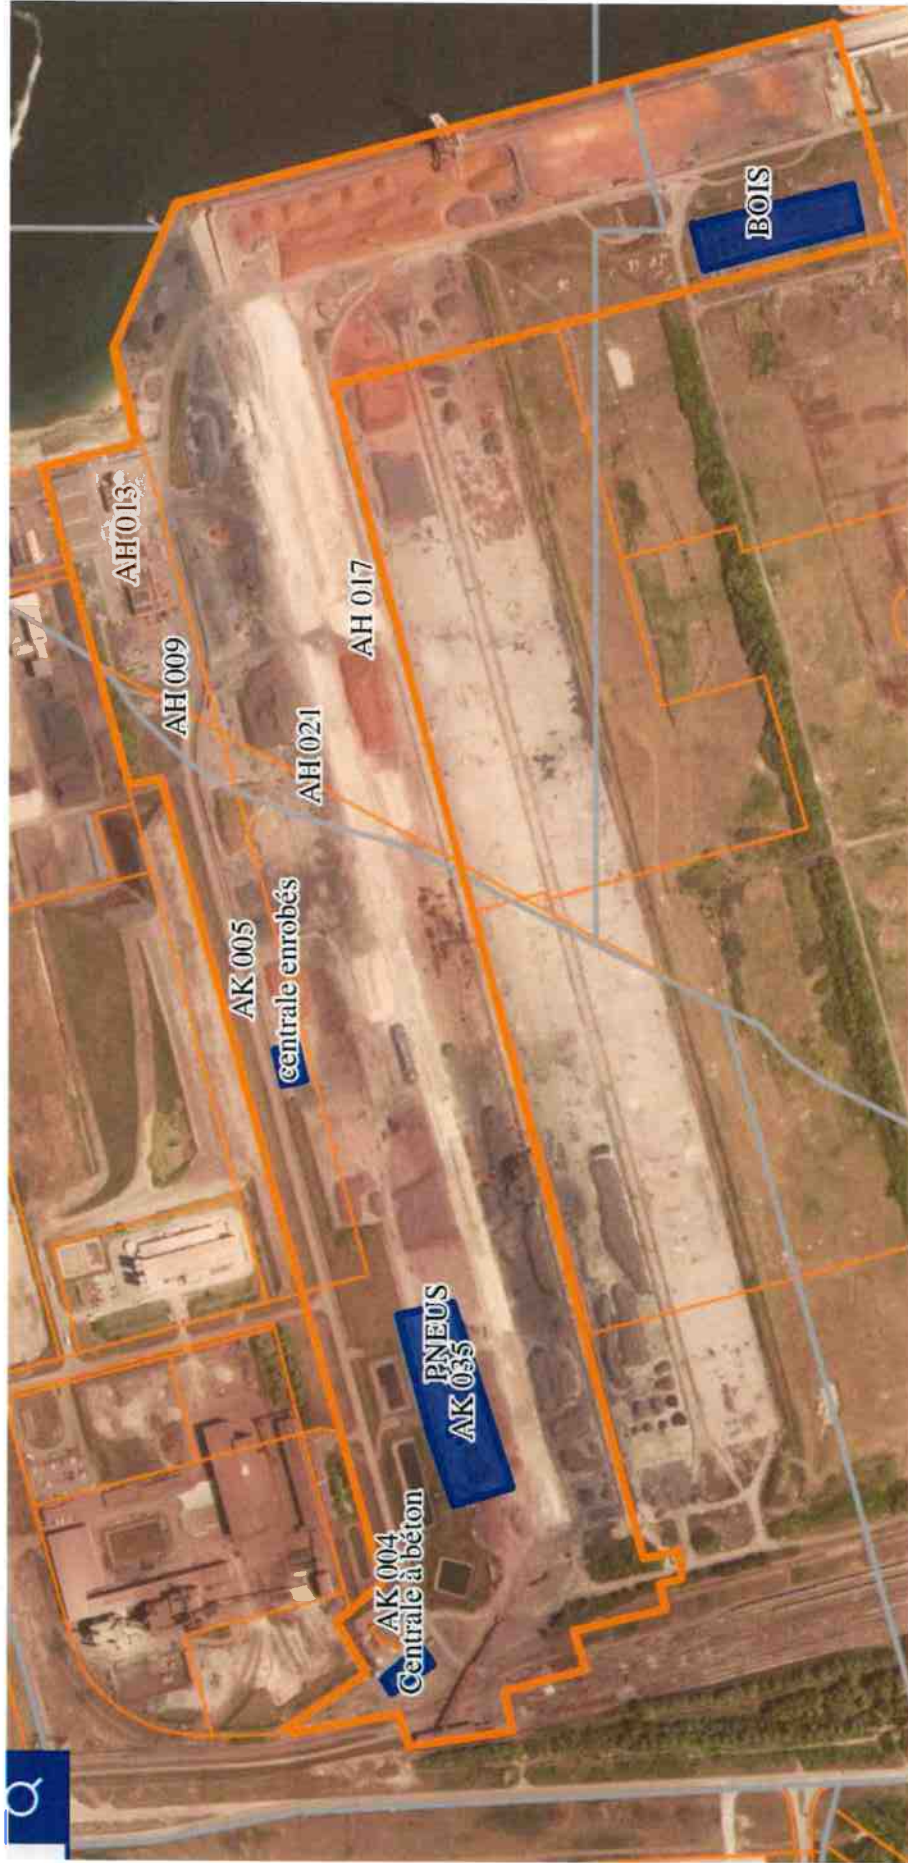 AK 004
Centrale à béton
PNEUS
AK 035
AK 005
centrale enrobés
AH 009
AH 021
AH 013
AH 017
BOIS